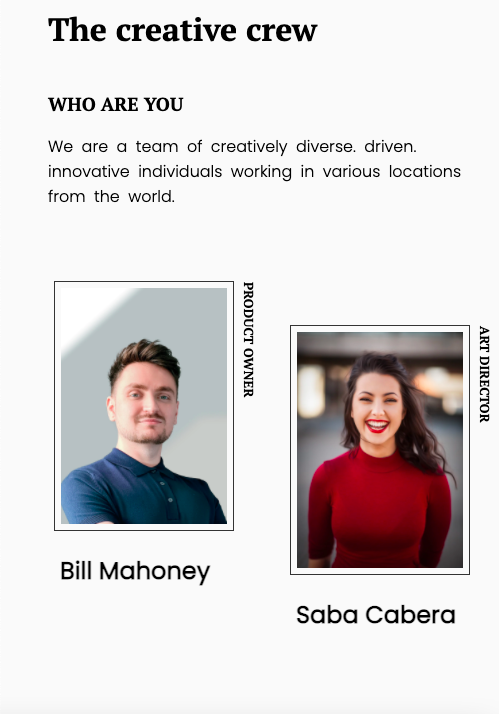 The creative crew
WHO ARE YOU
We are a team of creatively diverse. driven.
innovative individuals working in various locations
from the world.
PRODUCT OWNER
Bill Mahoney
ART DIRECTOR
Saba Cabera